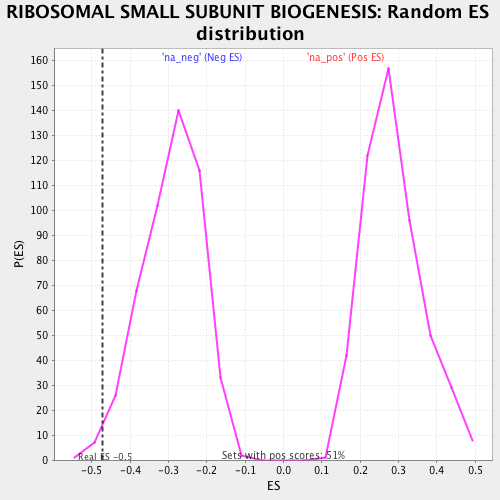 RIBOSOMAL SMALL SUBUNIT BIOGENESIS: Random ES
distribution
'na_neg' (Neg ES)
'na_pos' (Pos ES)
160
150
140
130
120
110
100
90
80
70
60
50
40
30
20
10
0
P(ES)
Real ES -0.5
Sets with pos scores: 51%
-0.5 -0.4 -0.3 -0.2 -0.1 0.0 0.1 0.2 0.3 0.4 0.5
ES